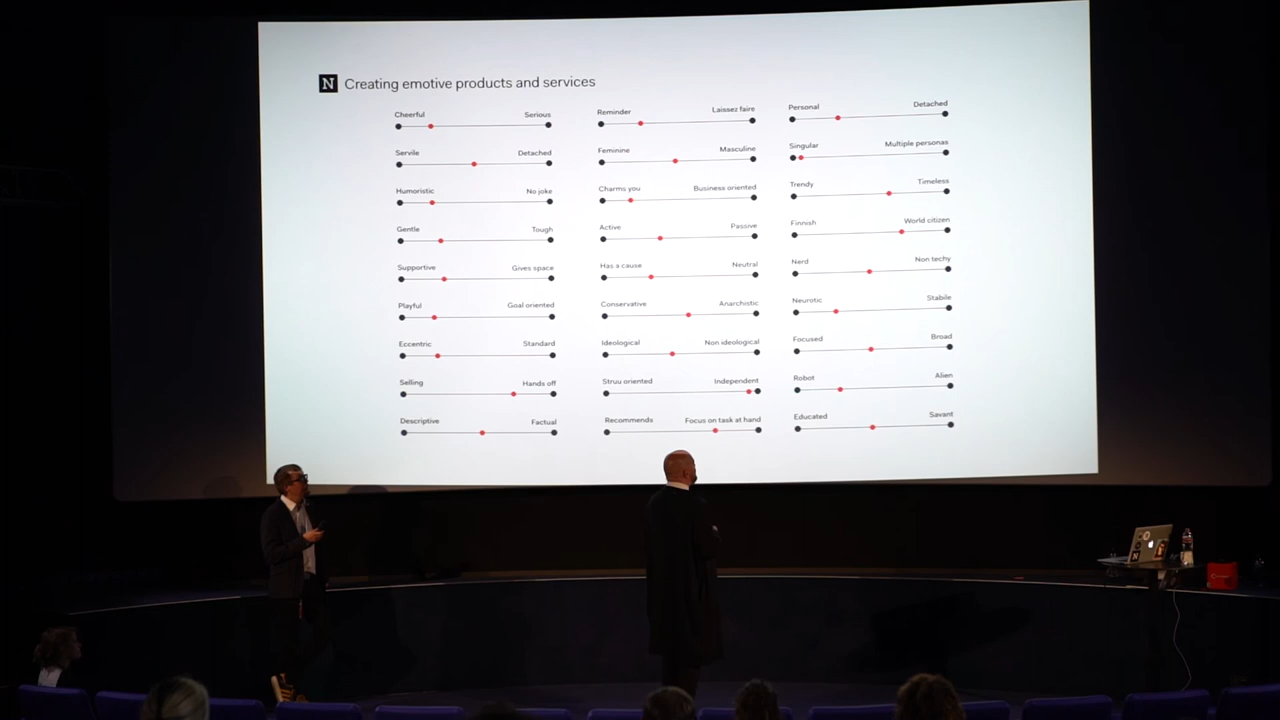 N Creating emotive products and services
Cheerful Serious
Servile Detached
Humoristic No joke
Gentle Tough
Supportive Gives space
Playful Goal oriented
Eccentric Standard
Selling Hands off
Descriptive Factual
Reminder Laissez faire
Feminine Masculine
Charms you Business oriented
Active Passive
Has a cause Neutral
Conservative Anarchistic
Ideological Non ideological
Struu oriented Independent
Recommends Focus on task at hand
Personal Detached
Singular Multiple personas
Trendy Timeless
Finnish World citizen
Nerd Non techy
Neurotic Stabile
Focused Broad
Robot Alien
Educated Savant